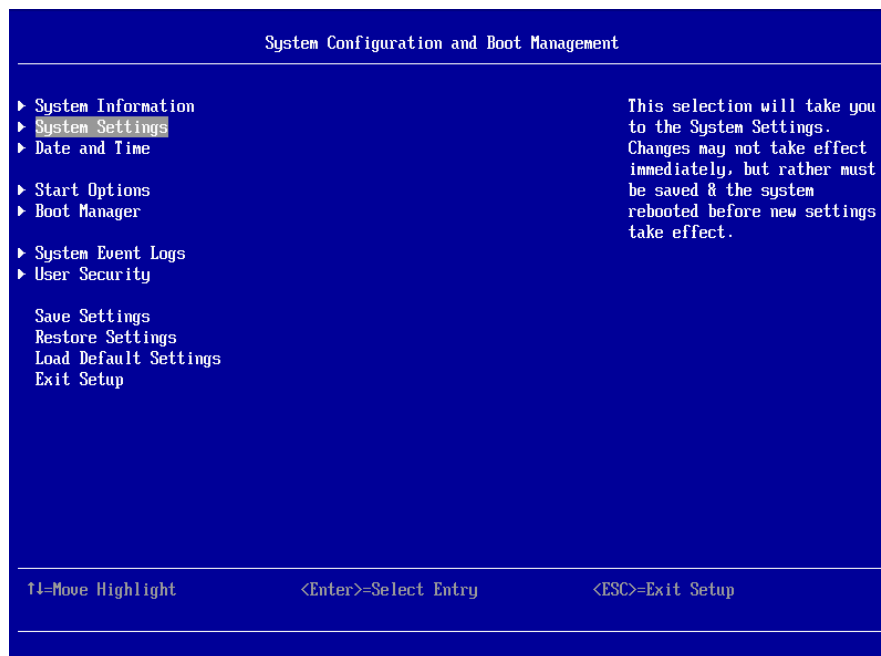 System Configuration and Boot Management
▶ System Information
▶ System Settings
▶ Date and Time
▶ Start Options
▶ Boot Manager
▶ System Event Logs
▶ User Security
Save Settings
Restore Settings
Load Default Settings
Exit Setup
This selection will take you
to the System Settings.
Changes may not take effect
immediately, but rather must
be saved & the system
rebooted before new settings
take effect.
↑↓=Move Highlight <Enter>=Select Entry <ESC>=Exit Setup